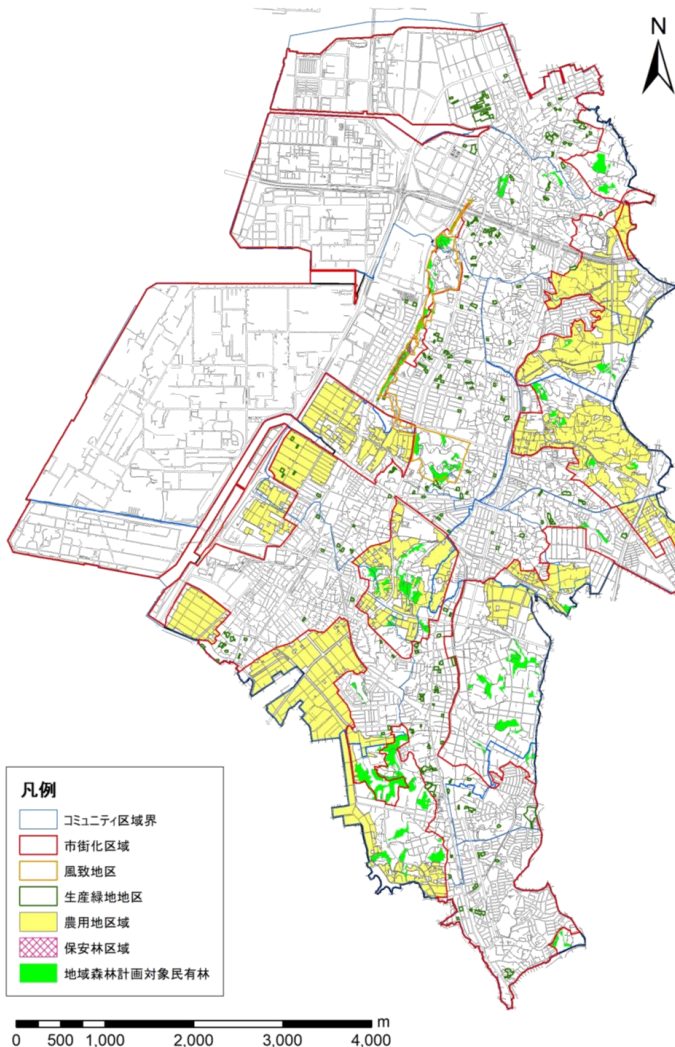 N
凡例
コミュニティ区域界
市街化区域
風致地区
生産緑地地区
農用地区域
保安林区域
地域森林計画対象民有林
m
0 500 1,000 2,000 3,000 4,000